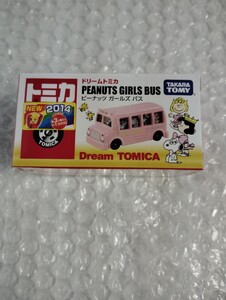 トミカ
ドリームトミカ
PEANUTS GIRLS BUS
ピーナッツ ガールズ バス
TAKARA TOMY
NEW
2014
TOMICA
Dream TOMICA